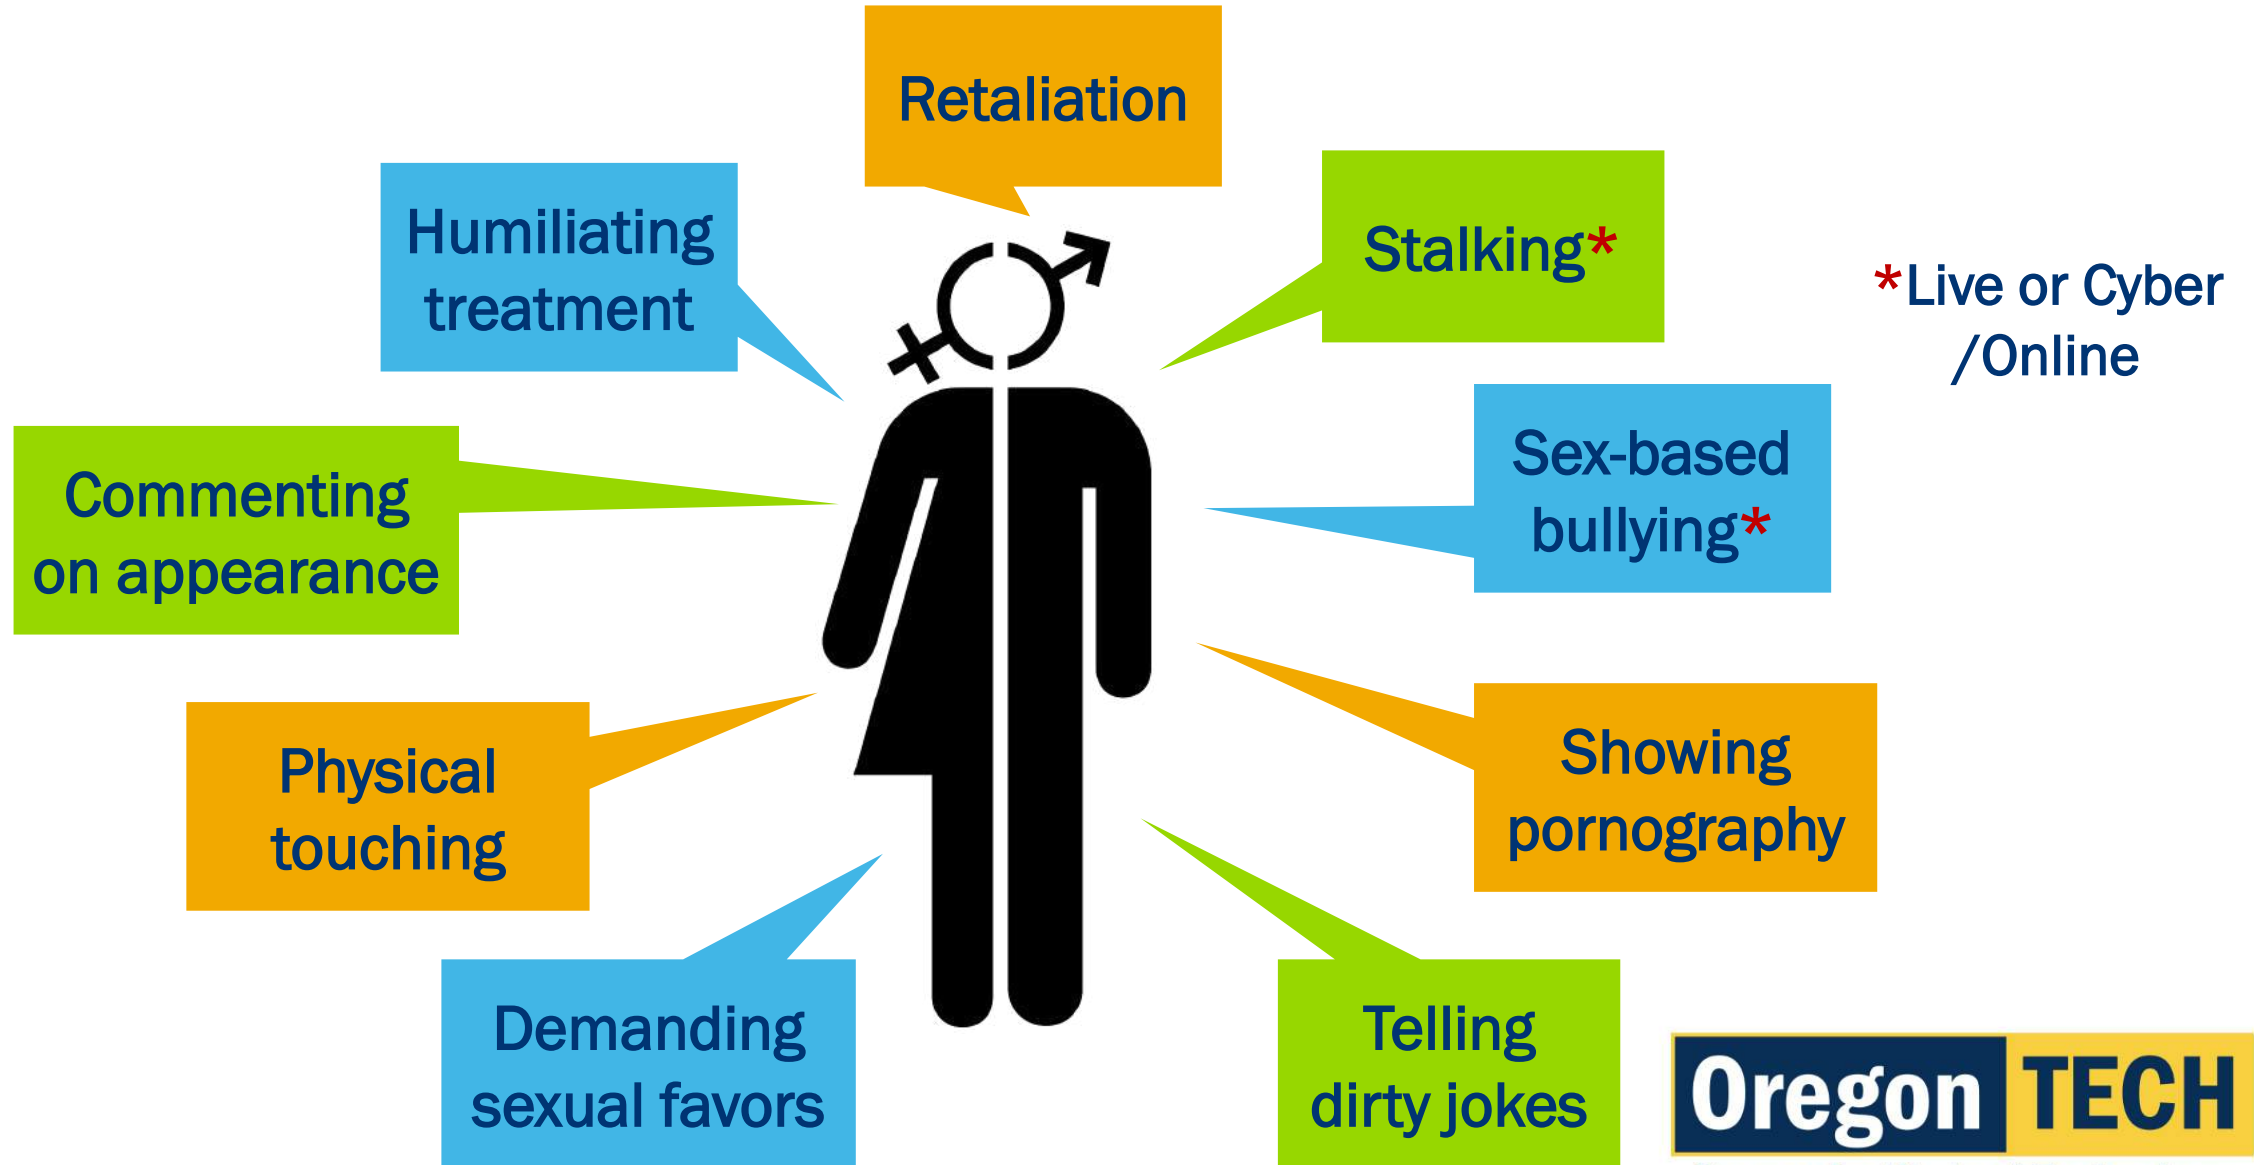 Retaliation
Humiliating
treatment
Stalking*
*Live or Cyber
/Online
Commenting
on appearance
Sex-based
bullying*
Physical
touching
Showing
pornography
Demanding
sexual favors
Telling
dirty jokes
Oregon TECH